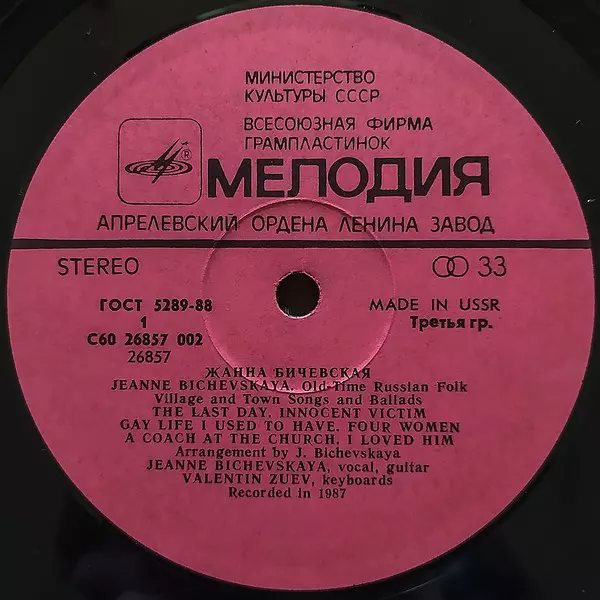 МИНИСТЕРСТВО
КУЛЬТУРЫ СССР
ВСЕСОЮЗНАЯ ФИРМА
ГРАМПЛАСТИНОК
®
МЕЛОДИЯ
АПРЕЛЕВСКИЙ ОРДЕНА ЛЕНИНА ЗАВОД
STEREO
33
ГОСТ 5289-88
MADE IN USSR
1
Третья гр.
С60 26857 002
26857
ЖАННА БИЧЕВСКАЯ
JEANNE BICHEVSKAYA. Old-Time Russian Folk
Village and Town Songs and Ballads
THE LAST DAY. INNOCENT VICTIM
GAY LIFE I USED TO HAVE. FOUR WOMEN
A COACH AT THE CHURCH, I LOVED HIM
Arrangement by J. Bichevskaya
JEANNE BICHEVSKAYA, vocal, guitar
VALENTIN ZUEV, keyboards
Recorded in 1987